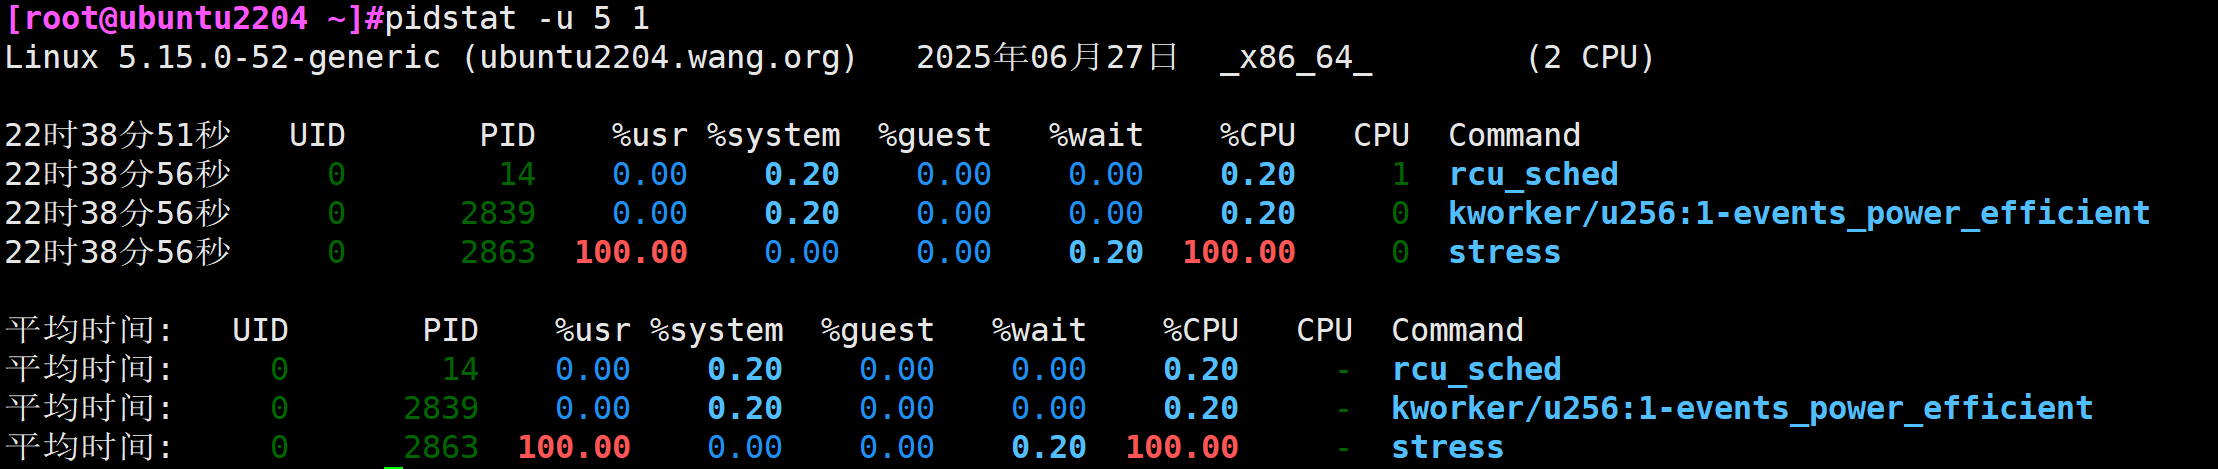 [root@ubuntu2204 ~]#pidstat -u 5 1
Linux 5.15.0-52-generic (ubuntu2204.wang.org)   2025年06月27日  _x86_64_        (2 CPU)
22时38分51秒   UID       PID    %usr %system  %guest   %wait    %CPU   CPU  Command
22时38分56秒     0        14    0.00    0.20    0.00    0.00    0.20     1  rcu_sched
22时38分56秒     0      2839    0.00    0.20    0.00    0.00    0.20     0  kworker/u256:1-events_power_efficient
22时38分56秒     0      2863  100.00    0.00    0.00    0.20  100.00     0  stress
平均时间:   UID       PID    %usr %system  %guest   %wait    %CPU   CPU  Command
平均时间:     0        14    0.00    0.20    0.00    0.00    0.20     -  rcu_sched
平均时间:     0      2839    0.00    0.20    0.00    0.00    0.20     -  kworker/u256:1-events_power_efficient
平均时间:     0      2863  100.00    0.00    0.00    0.20  100.00     -  stress